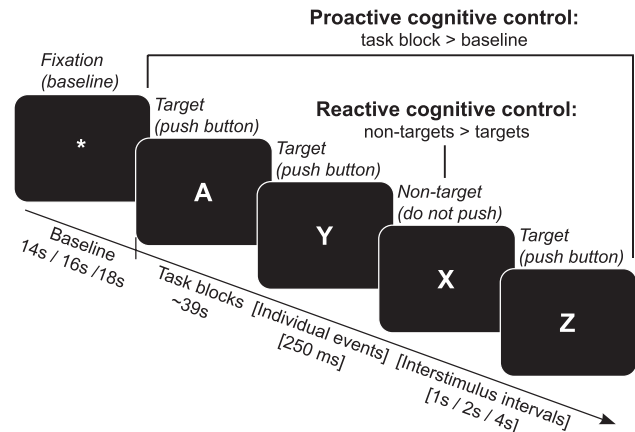 Proactive cognitive control:
task block > baseline
Fixation
(baseline)
*
Target
(push button)
A
Reactive cognitive control:
non-targets > targets
Target
(push button)
Y
Non-target
(do not push)
X
Target
(push button)
Z
Baseline
14s / 16s /18s
Task blocks
~39s
[Individual events]
[250 ms]
[Interstimulus intervals]
[1s / 2s / 4s]